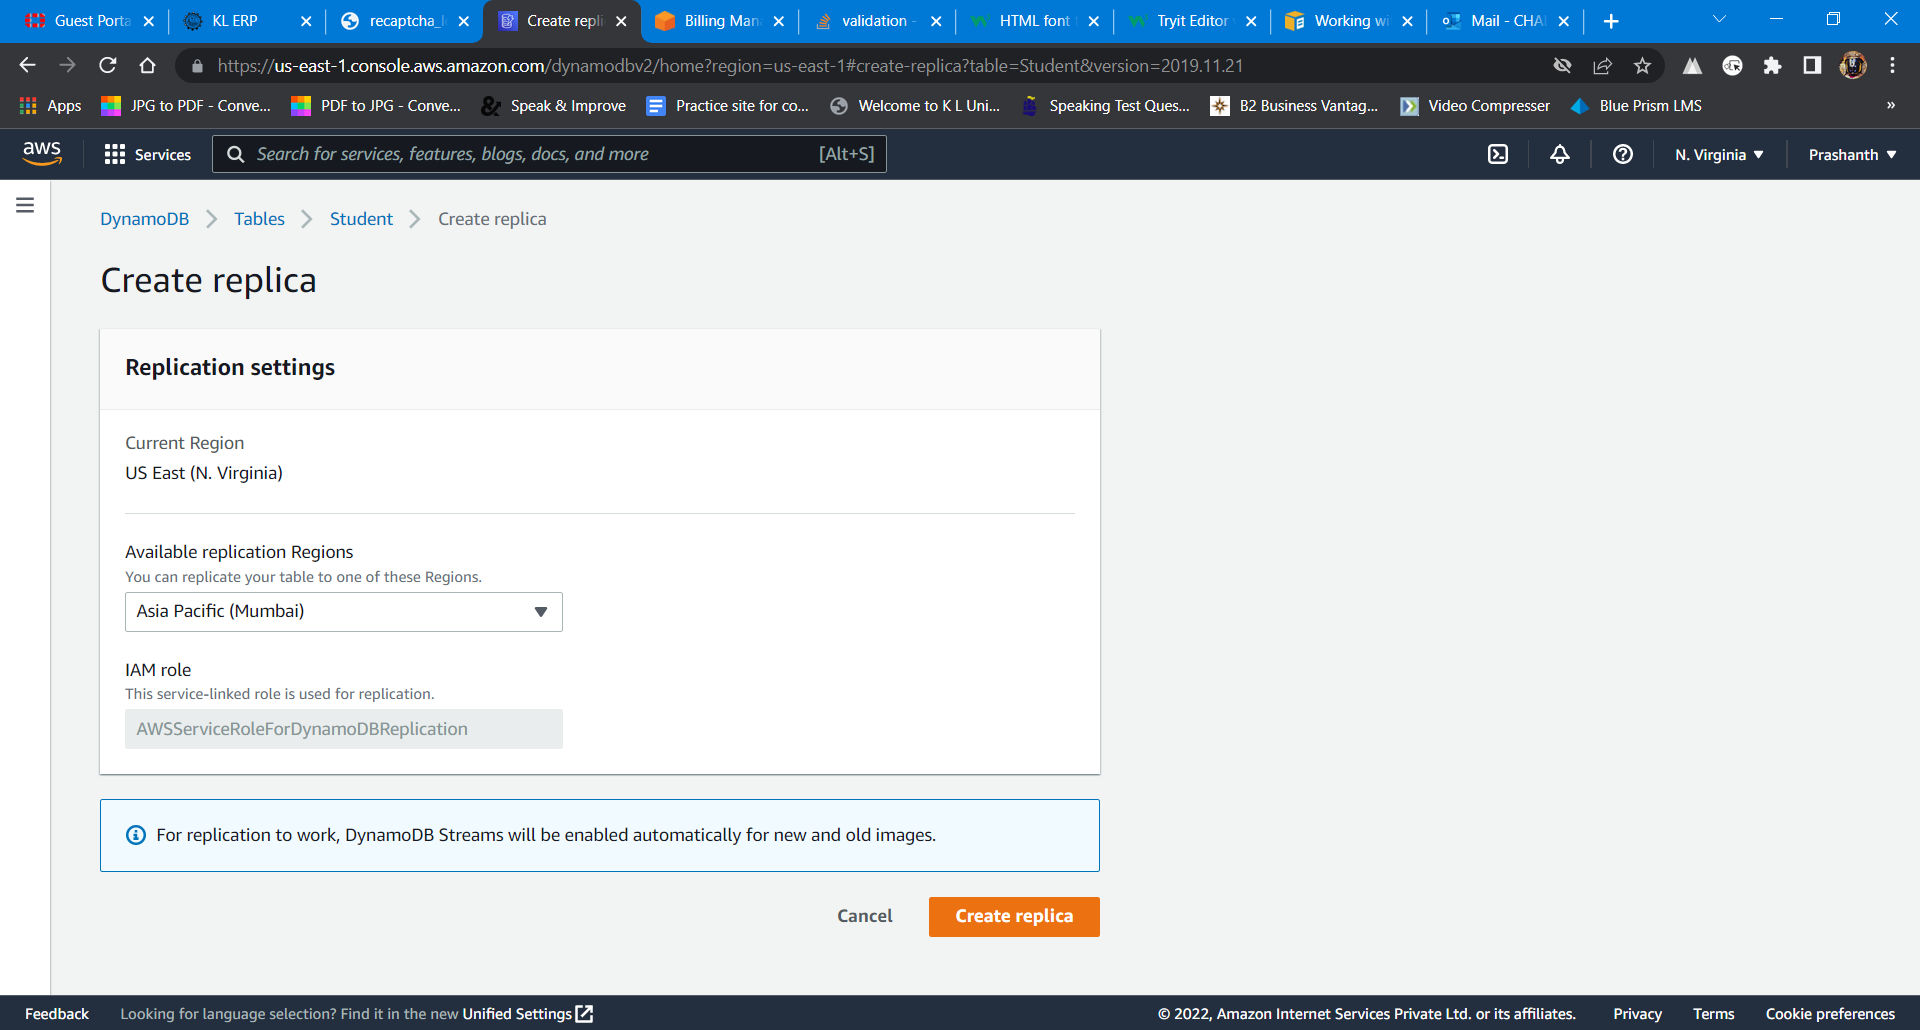 Guest Porta
KL ERP
recaptcha_l
Create repli
Billing Man
validation -
HTML font
Tryit Editor
Working wi
Mail - CHA
https://us-east-1.console.aws.amazon.com/dynamodbv2/home?region=us-east-1#create-replica?table=Student&version=2019.11.21
Apps
JPG to PDF - Conve...
PDF to JPG - Conve...
Speak & Improve
Practice site for co...
Welcome to K L Uni...
Speaking Test Ques...
B2 Business Vantag...
Video Compresser
Blue Prism LMS
»
aws
Services
Search for services, features, blogs, docs, and more
[Alt+S]
N. Virginia
Prashanth
DynamoDB
Tables
Student
Create replica
Create replica
Replication settings
Current Region
US East (N. Virginia)
Available replication Regions
You can replicate your table to one of these Regions.
Asia Pacific (Mumbai)
IAM role
This service-linked role is used for replication.
AWSServiceRoleForDynamoDBReplication
For replication to work, DynamoDB Streams will be enabled automatically for new and old images.
Cancel
Create replica
Feedback
Looking for language selection? Find it in the new Unified Settings
© 2022, Amazon Internet Services Private Ltd. or its affiliates.
Privacy
Terms
Cookie preferences